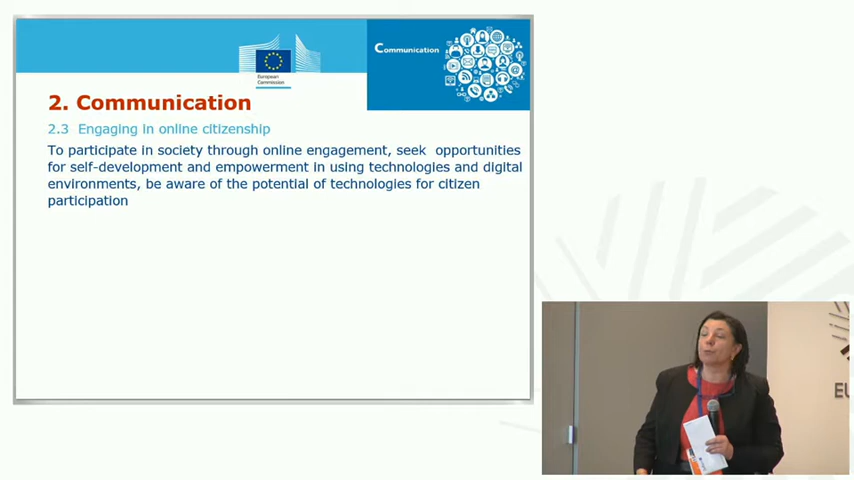 Communication
European
Commission
2. Communication
2.3 Engaging in online citizenship
To participate in society through online engagement, seek opportunities
for self-development and empowerment in using technologies and digital
environments, be aware of the potential of technologies for citizen
participation
EU